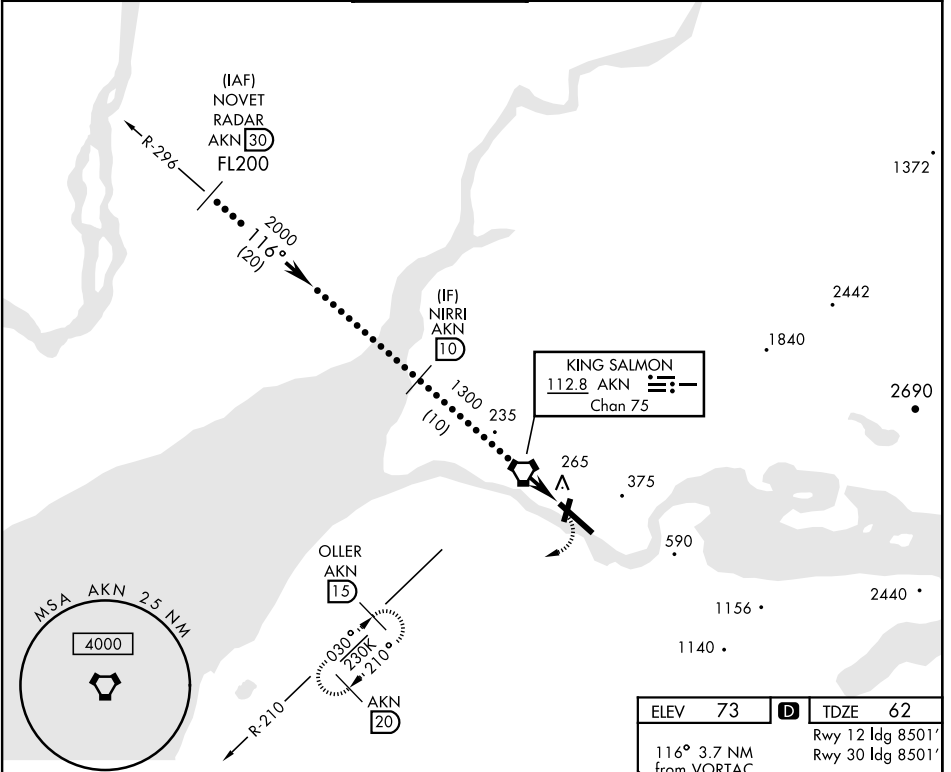 (IAF)
NOVET
RADAR
AKN 30
FL200
R-296
2000
116°
(20)
1372
(IF)
NIRRI
AKN
10
2442
1840
KING SALMON
112.8 AKN
Chan 75
2690
1300
(10)
235
265
375
590
OLLER
AKN
15
030°
230K
210°
AKN
20
R-210
1156
2440
1140
MSA AKN 25 NM
4000
ELEV 73 D TDZE 62
Rwy 12 ldg 8501'
Rwy 30 ldg 8501'
116° 3.7 NM
from VORTAC